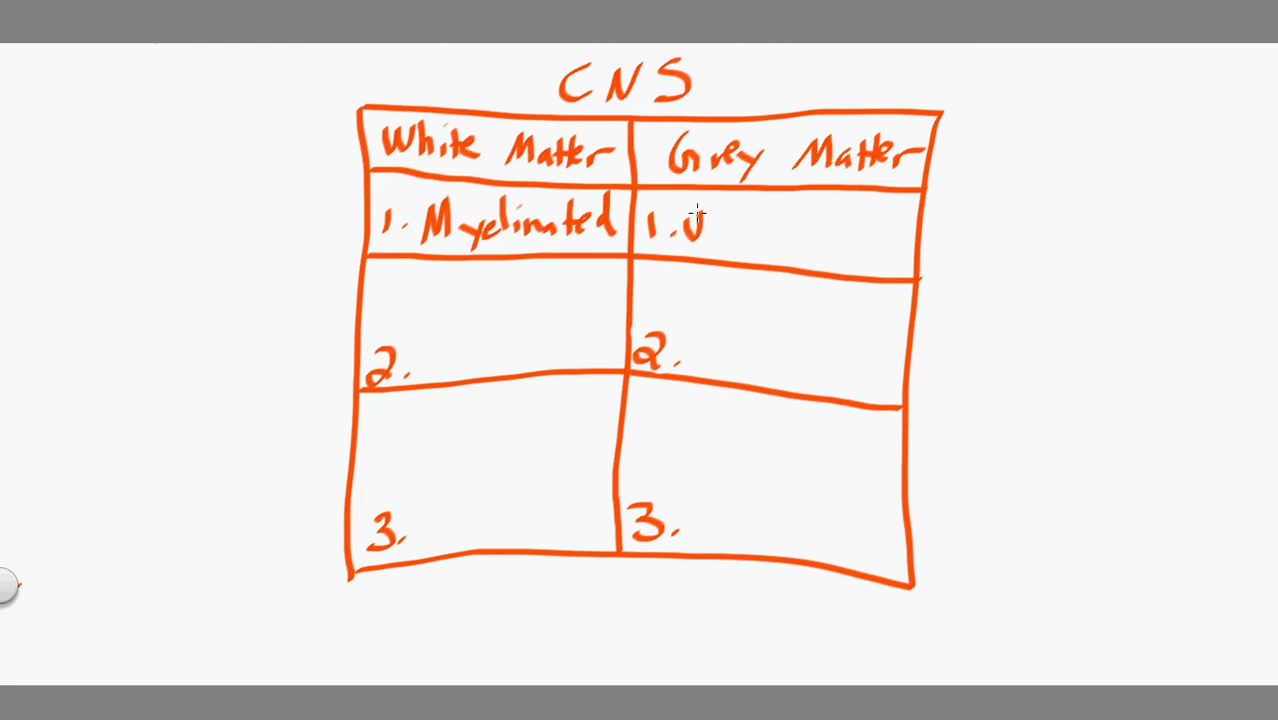 CNS
White Matter Grey Matter
1. Myelinated 1. U
2. 2.
3. 3.